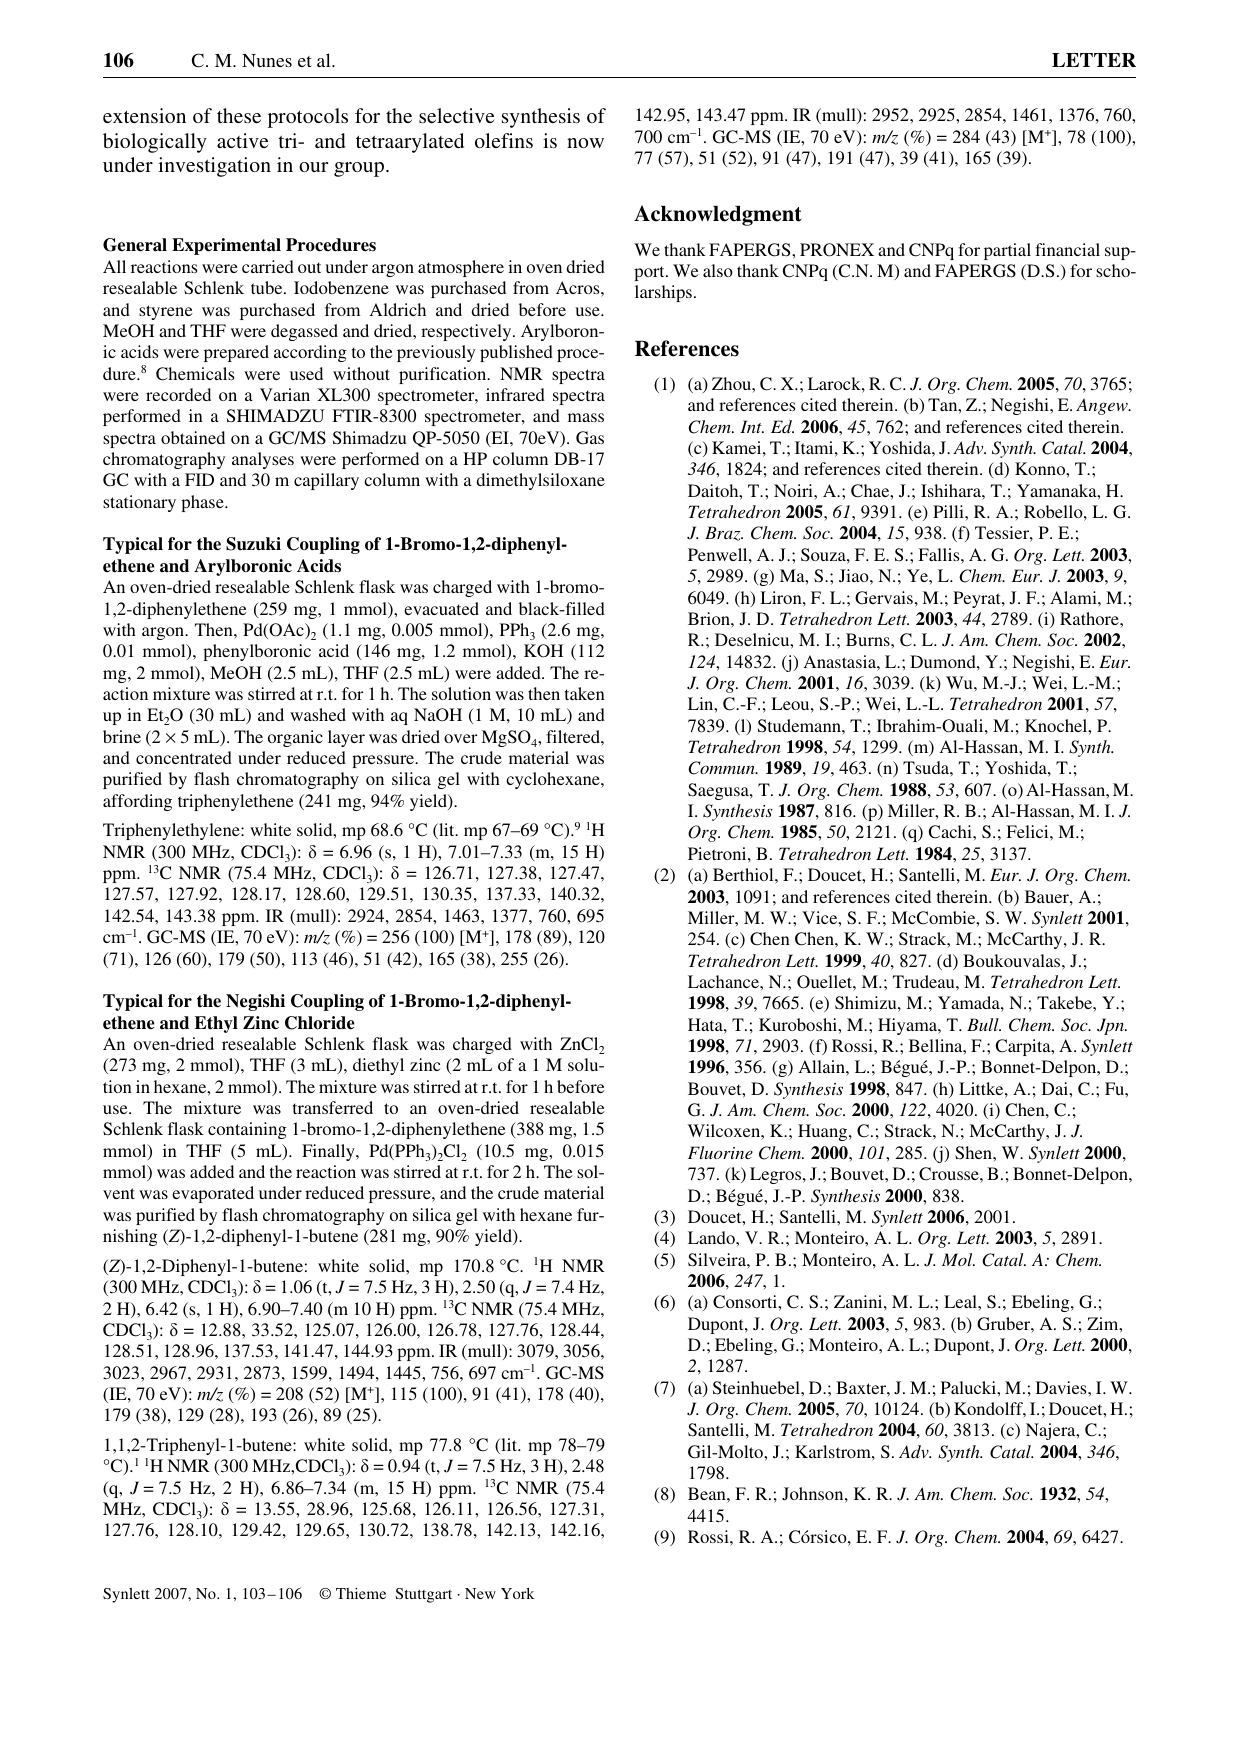 106 C. M. Nunes et al. LETTER
extension of these protocols for the selective synthesis of
biologically active tri- and tetraarylated olefins is now
under investigation in our group.
General Experimental Procedures
All reactions were carried out under argon atmosphere in oven dried
resealable Schlenk tube. Iodobenzene was purchased from Acros,
and styrene was purchased from Aldrich and dried before use.
MeOH and THF were degassed and dried, respectively. Arylboron-
ic acids were prepared according to the previously published proce-
dure.⁸ Chemicals were used without purification. NMR spectra
were recorded on a Varian XL300 spectrometer, infrared spectra
performed in a SHIMADZU FTIR-8300 spectrometer, and mass
spectra obtained on a GC/MS Shimadzu QP-5050 (EI, 70eV). Gas
chromatography analyses were performed on a HP column DB-17
GC with a FID and 30 m capillary column with a dimethylsiloxane
stationary phase.
Typical for the Suzuki Coupling of 1-Bromo-1,2-diphenyl-
ethene and Arylboronic Acids
An oven-dried resealable Schlenk flask was charged with 1-bromo-
1,2-diphenylethene (259 mg, 1 mmol), evacuated and black-filled
with argon. Then, Pd(OAc)₂ (1.1 mg, 0.005 mmol), PPh₃ (2.6 mg,
0.01 mmol), phenylboronic acid (146 mg, 1.2 mmol), KOH (112
mg, 2 mmol), MeOH (2.5 mL), THF (2.5 mL) were added. The re-
action mixture was stirred at r.t. for 1 h. The solution was then taken
up in Et₂O (30 mL) and washed with aq NaOH (1 M, 10 mL) and
brine (2 × 5 mL). The organic layer was dried over MgSO₄, filtered,
and concentrated under reduced pressure. The crude material was
purified by flash chromatography on silica gel with cyclohexane,
affording triphenylethene (241 mg, 94% yield).
Triphenylethylene: white solid, mp 68.6 °C (lit. mp 67–69 °C).⁹ ¹H
NMR (300 MHz, CDCl₃): δ = 6.96 (s, 1 H), 7.01–7.33 (m, 15 H)
ppm. ¹³C NMR (75.4 MHz, CDCl₃): δ = 126.71, 127.38, 127.47,
127.57, 127.92, 128.17, 128.60, 129.51, 130.35, 137.33, 140.32,
142.54, 143.38 ppm. IR (mull): 2924, 2854, 1463, 1377, 760, 695
cm⁻¹. GC-MS (IE, 70 eV): m/z (%) = 256 (100) [M⁺], 178 (89), 120
(71), 126 (60), 179 (50), 113 (46), 51 (42), 165 (38), 255 (26).
Typical for the Negishi Coupling of 1-Bromo-1,2-diphenyl-
ethene and Ethyl Zinc Chloride
An oven-dried resealable Schlenk flask was charged with ZnCl₂
(273 mg, 2 mmol), THF (3 mL), diethyl zinc (2 mL of a 1 M solu-
tion in hexane, 2 mmol). The mixture was stirred at r.t. for 1 h before
use. The mixture was transferred to an oven-dried resealable
Schlenk flask containing 1-bromo-1,2-diphenylethene (388 mg, 1.5
mmol) in THF (5 mL). Finally, Pd(PPh₃)₂Cl₂ (10.5 mg, 0.015
mmol) was added and the reaction was stirred at r.t. for 2 h. The sol-
vent was evaporated under reduced pressure, and the crude material
was purified by flash chromatography on silica gel with hexane fur-
nishing (Z)-1,2-diphenyl-1-butene (281 mg, 90% yield).
(Z)-1,2-Diphenyl-1-butene: white solid, mp 170.8 °C. ¹H NMR
(300 MHz, CDCl₃): δ = 1.06 (t, J = 7.5 Hz, 3 H), 2.50 (q, J = 7.4 Hz,
2 H), 6.42 (s, 1 H), 6.90–7.40 (m 10 H) ppm. ¹³C NMR (75.4 MHz,
CDCl₃): δ = 12.88, 33.52, 125.07, 126.00, 126.78, 127.76, 128.44,
128.51, 128.96, 137.53, 141.47, 144.93 ppm. IR (mull): 3079, 3056,
3023, 2967, 2931, 2873, 1599, 1494, 1445, 756, 697 cm⁻¹. GC-MS
(IE, 70 eV): m/z (%) = 208 (52) [M⁺], 115 (100), 91 (41), 178 (40),
179 (38), 129 (28), 193 (26), 89 (25).
1,1,2-Triphenyl-1-butene: white solid, mp 77.8 °C (lit. mp 78–79
°C).¹ ¹H NMR (300 MHz,CDCl₃): δ = 0.94 (t, J = 7.5 Hz, 3 H), 2.48
(q, J = 7.5 Hz, 2 H), 6.86–7.34 (m, 15 H) ppm. ¹³C NMR (75.4
MHz, CDCl₃): δ = 13.55, 28.96, 125.68, 126.11, 126.56, 127.31,
127.76, 128.10, 129.42, 129.65, 130.72, 138.78, 142.13, 142.16,
142.95, 143.47 ppm. IR (mull): 2952, 2925, 2854, 1461, 1376, 760,
700 cm⁻¹. GC-MS (IE, 70 eV): m/z (%) = 284 (43) [M⁺], 78 (100),
77 (57), 51 (52), 91 (47), 191 (47), 39 (41), 165 (39).
Acknowledgment
We thank FAPERGS, PRONEX and CNPq for partial financial sup-
port. We also thank CNPq (C.N. M) and FAPERGS (D.S.) for scho-
larships.
References
(1) (a) Zhou, C. X.; Larock, R. C. J. Org. Chem. 2005, 70, 3765;
and references cited therein. (b) Tan, Z.; Negishi, E. Angew.
Chem. Int. Ed. 2006, 45, 762; and references cited therein.
(c) Kamei, T.; Itami, K.; Yoshida, J. Adv. Synth. Catal. 2004,
346, 1824; and references cited therein. (d) Konno, T.;
Daitoh, T.; Noiri, A.; Chae, J.; Ishihara, T.; Yamanaka, H.
Tetrahedron 2005, 61, 9391. (e) Pilli, R. A.; Robello, L. G.
J. Braz. Chem. Soc. 2004, 15, 938. (f) Tessier, P. E.;
Penwell, A. J.; Souza, F. E. S.; Fallis, A. G. Org. Lett. 2003,
5, 2989. (g) Ma, S.; Jiao, N.; Ye, L. Chem. Eur. J. 2003, 9,
6049. (h) Liron, F. L.; Gervais, M.; Peyrat, J. F.; Alami, M.;
Brion, J. D. Tetrahedron Lett. 2003, 44, 2789. (i) Rathore,
R.; Deselnicu, M. I.; Burns, C. L. J. Am. Chem. Soc. 2002,
124, 14832. (j) Anastasia, L.; Dumond, Y.; Negishi, E. Eur.
J. Org. Chem. 2001, 16, 3039. (k) Wu, M.-J.; Wei, L.-M.;
Lin, C.-F.; Leou, S.-P.; Wei, L.-L. Tetrahedron 2001, 57,
7839. (l) Studemann, T.; Ibrahim-Ouali, M.; Knochel, P.
Tetrahedron 1998, 54, 1299. (m) Al-Hassan, M. I. Synth.
Commun. 1989, 19, 463. (n) Tsuda, T.; Yoshida, T.;
Saegusa, T. J. Org. Chem. 1988, 53, 607. (o) Al-Hassan, M.
I. Synthesis 1987, 816. (p) Miller, R. B.; Al-Hassan, M. I. J.
Org. Chem. 1985, 50, 2121. (q) Cachi, S.; Felici, M.;
Pietroni, B. Tetrahedron Lett. 1984, 25, 3137.
(2) (a) Berthiol, F.; Doucet, H.; Santelli, M. Eur. J. Org. Chem.
2003, 1091; and references cited therein. (b) Bauer, A.;
Miller, M. W.; Vice, S. F.; McCombie, S. W. Synlett 2001,
254. (c) Chen Chen, K. W.; Strack, M.; McCarthy, J. R.
Tetrahedron Lett. 1999, 40, 827. (d) Boukouvalas, J.;
Lachance, N.; Ouellet, M.; Trudeau, M. Tetrahedron Lett.
1998, 39, 7665. (e) Shimizu, M.; Yamada, N.; Takebe, Y.;
Hata, T.; Kuroboshi, M.; Hiyama, T. Bull. Chem. Soc. Jpn.
1998, 71, 2903. (f) Rossi, R.; Bellina, F.; Carpita, A. Synlett
1996, 356. (g) Allain, L.; Bégué, J.-P.; Bonnet-Delpon, D.;
Bouvet, D. Synthesis 1998, 847. (h) Littke, A.; Dai, C.; Fu,
G. J. Am. Chem. Soc. 2000, 122, 4020. (i) Chen, C.;
Wilcoxen, K.; Huang, C.; Strack, N.; McCarthy, J. J.
Fluorine Chem. 2000, 101, 285. (j) Shen, W. Synlett 2000,
737. (k) Legros, J.; Bouvet, D.; Crousse, B.; Bonnet-Delpon,
D.; Bégué, J.-P. Synthesis 2000, 838.
(3) Doucet, H.; Santelli, M. Synlett 2006, 2001.
(4) Lando, V. R.; Monteiro, A. L. Org. Lett. 2003, 5, 2891.
(5) Silveira, P. B.; Monteiro, A. L. J. Mol. Catal. A: Chem.
2006, 247, 1.
(6) (a) Consorti, C. S.; Zanini, M. L.; Leal, S.; Ebeling, G.;
Dupont, J. Org. Lett. 2003, 5, 983. (b) Gruber, A. S.; Zim,
D.; Ebeling, G.; Monteiro, A. L.; Dupont, J. Org. Lett. 2000,
2, 1287.
(7) (a) Steinhuebel, D.; Baxter, J. M.; Palucki, M.; Davies, I. W.
J. Org. Chem. 2005, 70, 10124. (b) Kondolff, I.; Doucet, H.;
Santelli, M. Tetrahedron 2004, 60, 3813. (c) Najera, C.;
Gil-Molto, J.; Karlstrom, S. Adv. Synth. Catal. 2004, 346,
1798.
(8) Bean, F. R.; Johnson, K. R. J. Am. Chem. Soc. 1932, 54,
4415.
(9) Rossi, R. A.; Córsico, E. F. J. Org. Chem. 2004, 69, 6427.
Synlett 2007, No. 1, 103–106 © Thieme Stuttgart · New York